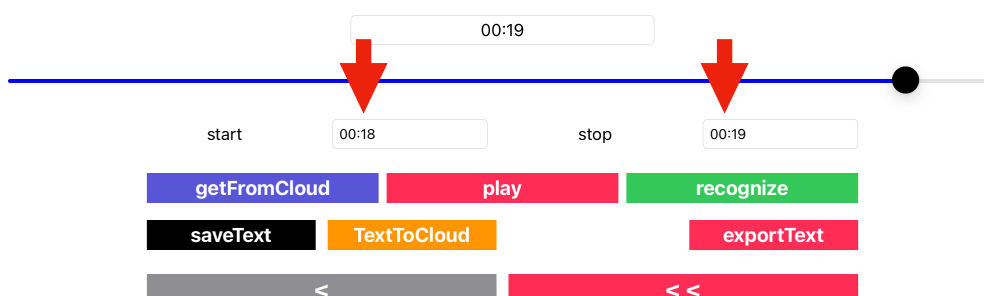 00:19
start 00:18 stop 00:19
getFromCloud play recognize
saveText TextToCloud exportText
< < <